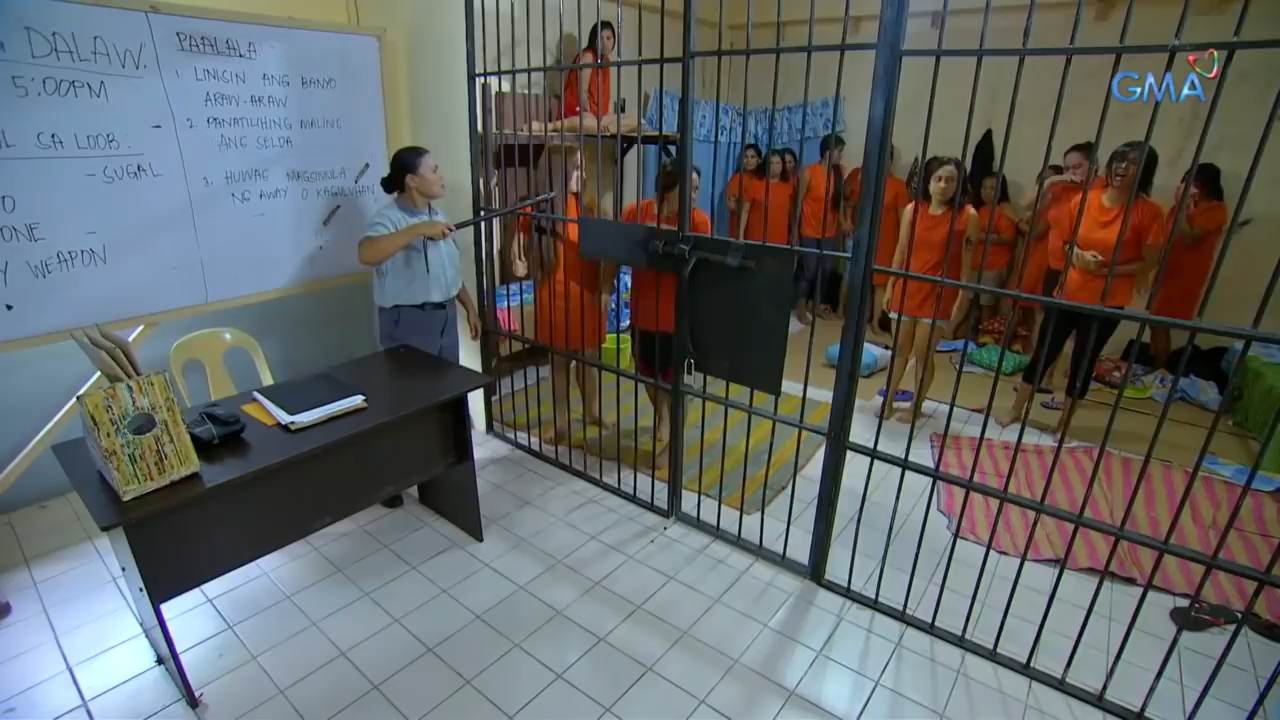 DALAW.
5:00PM
SA LOOB.
- SUGAL
WEAPON
PAALALA
1. LINISIN ANG BANYO
ARAW-ARAW
2. PANATILIHING MALINIS
ANG SELDA
3. HUWAG MAGSIMULA
NG AWAY O KAGULUHAN
GMA